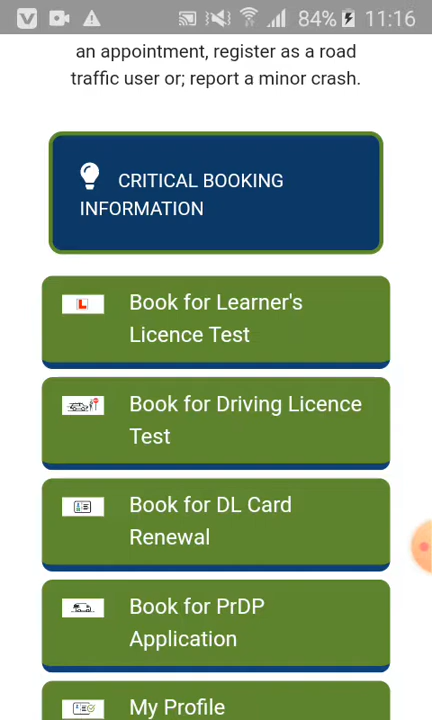 84% 11:16
an appointment, register as a road
traffic user or; report a minor crash.
CRITICAL BOOKING
INFORMATION
L
Book for Learner's
Licence Test
Book for Driving Licence
Test
Book for DL Card
Renewal
Book for PrDP
Application
My Profile